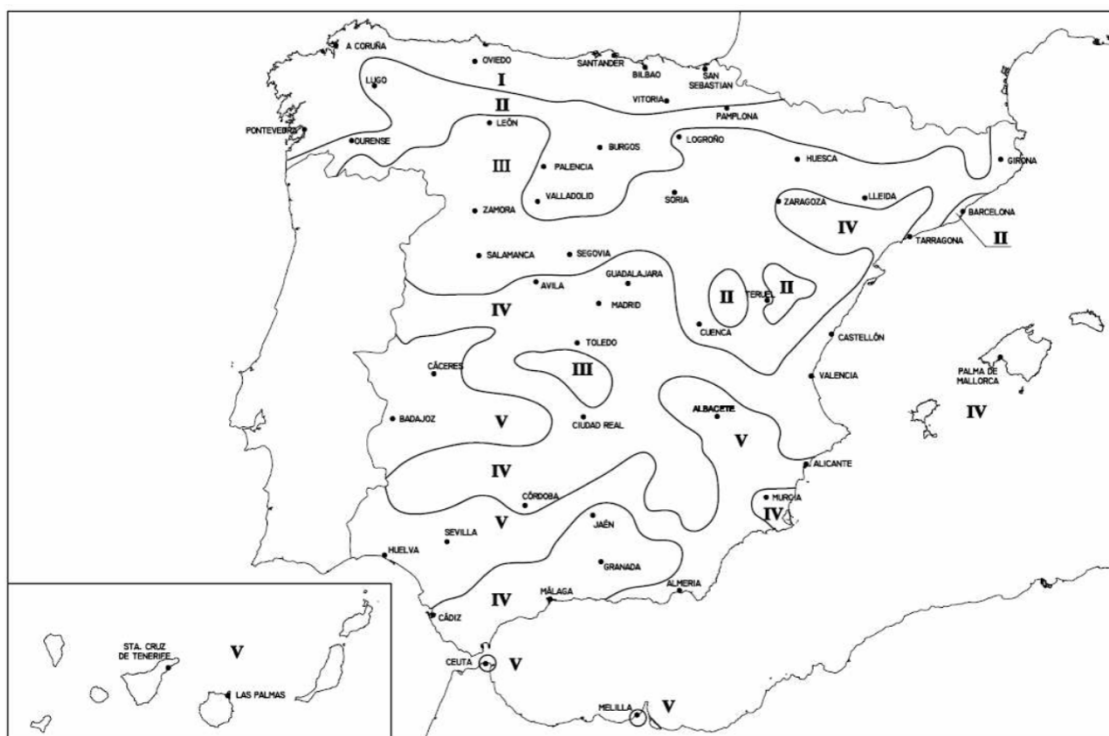 A CORUÑA
OVIEDO
SANTANDER
BILBAO
SAN
SEBASTIAN
LUGO
I
VITORIA
II
PAMPLONA
LEÓN
PONTEVEDRA
OURENSE
LOGROÑO
BURGOS
HUESCA
GIRONA
III
PALENCIA
VALLADOLID
SORIA
ZARAGOZA
LLEIDA
ZAMORA
BARCELONA
IV
TARRAGONA
II
SALAMANCA
SEGOVIA
AVILA
GUADALAJARA
TERUEL
II
II
IV
MADRID
CUENCA
CASTELLÓN
TOLEDO
CÁCERES
III
VALENCIA
PALMA DE
MALLORCA
IV
BADAJOZ
V
CIUDAD REAL
ALBACETE
V
IV
ALICANTE
CÓRDOBA
MURCIA
IV
V
JAÉN
SEVILLA
HUELVA
GRANADA
ALMERIA
IV
MÁLAGA
CÁDIZ
STA. CRUZ
DE TENERIFE
V
LAS PALMAS
CEUTA
V
MELILLA
V